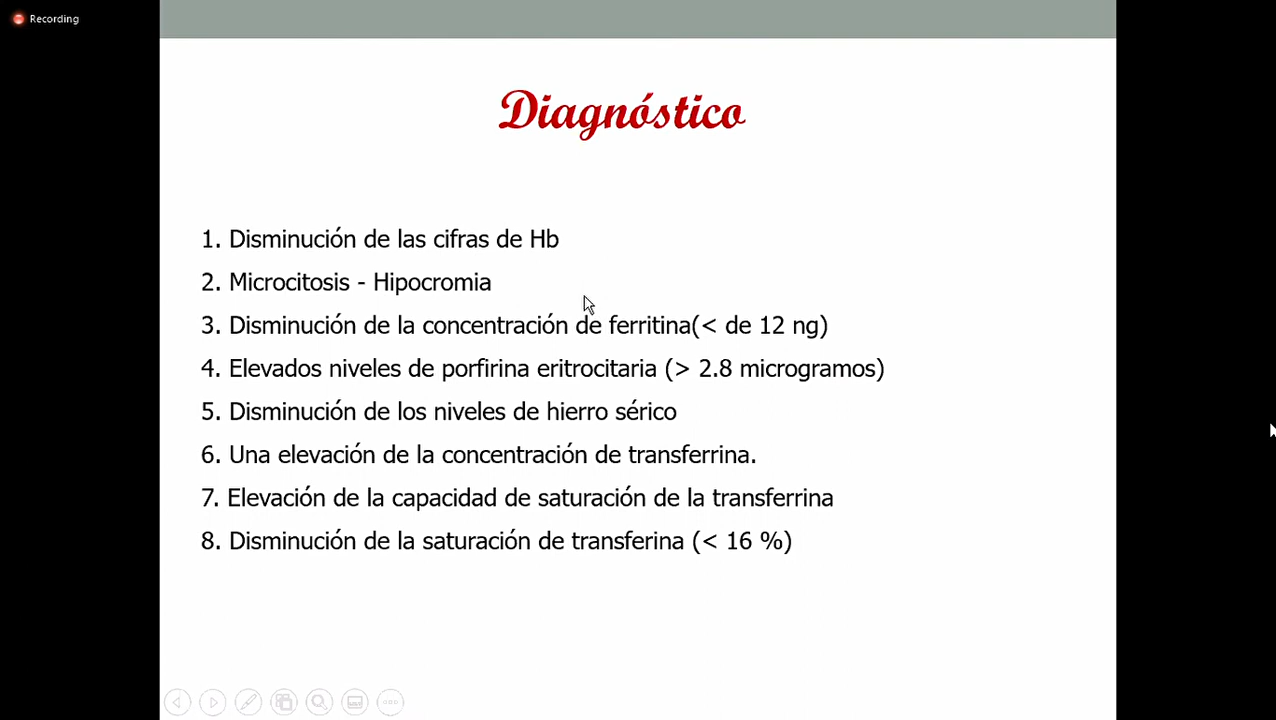 Recording
Diagnóstico
1. Disminución de las cifras de Hb
2. Microcitosis - Hipocromia
3. Disminución de la concentración de ferritina(< de 12 ng)
4. Elevados niveles de porfirina eritrocitaria (> 2.8 microgramos)
5. Disminución de los niveles de hierro sérico
6. Una elevación de la concentración de transferrina.
7. Elevación de la capacidad de saturación de la transferrina
8. Disminución de la saturación de transferina (< 16 %)